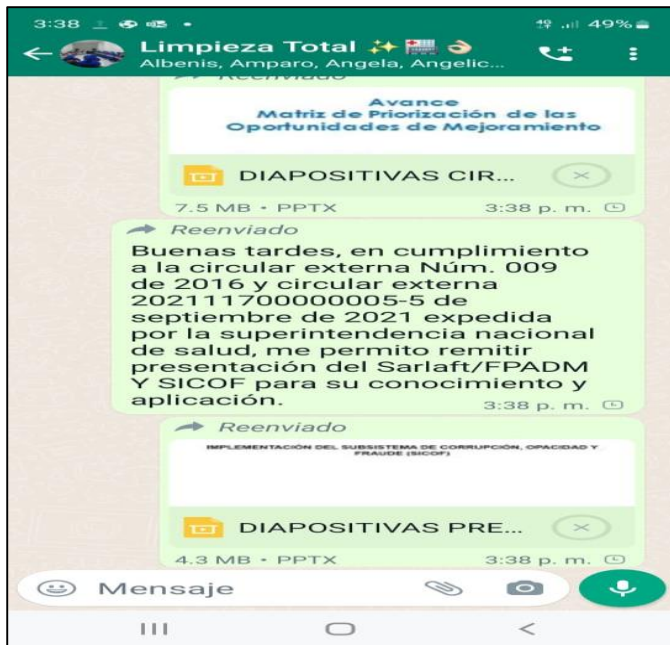 3:38 49%
Limpieza Total
Albenis, Amparo, Angela, Angelic...
Reenviado
Avance
Matriz de Priorización de las
Oportunidades de Mejoramiento
DIAPOSITIVAS CIR...
7.5 MB • PPTX 3:38 p. m.
Reenviado
Buenas tardes, en cumplimiento
a la circular externa Núm. 009
de 2016 y circular externa
202111700000005-5 de
septiembre de 2021 expedida
por la superintendencia nacional
de salud, me permito remitir
presentación del Sarlaft/FPADM
Y SICOF para su conocimiento y
aplicación. 3:38 p. m.
Reenviado
IMPLEMENTACIÓN DEL SUBSISTEMA DE CORRUPCIÓN, OPACIDAD Y
FRAUDE (SICOF)
DIAPOSITIVAS PRE...
4.3 MB • PPTX 3:38 p. m.
Mensaje